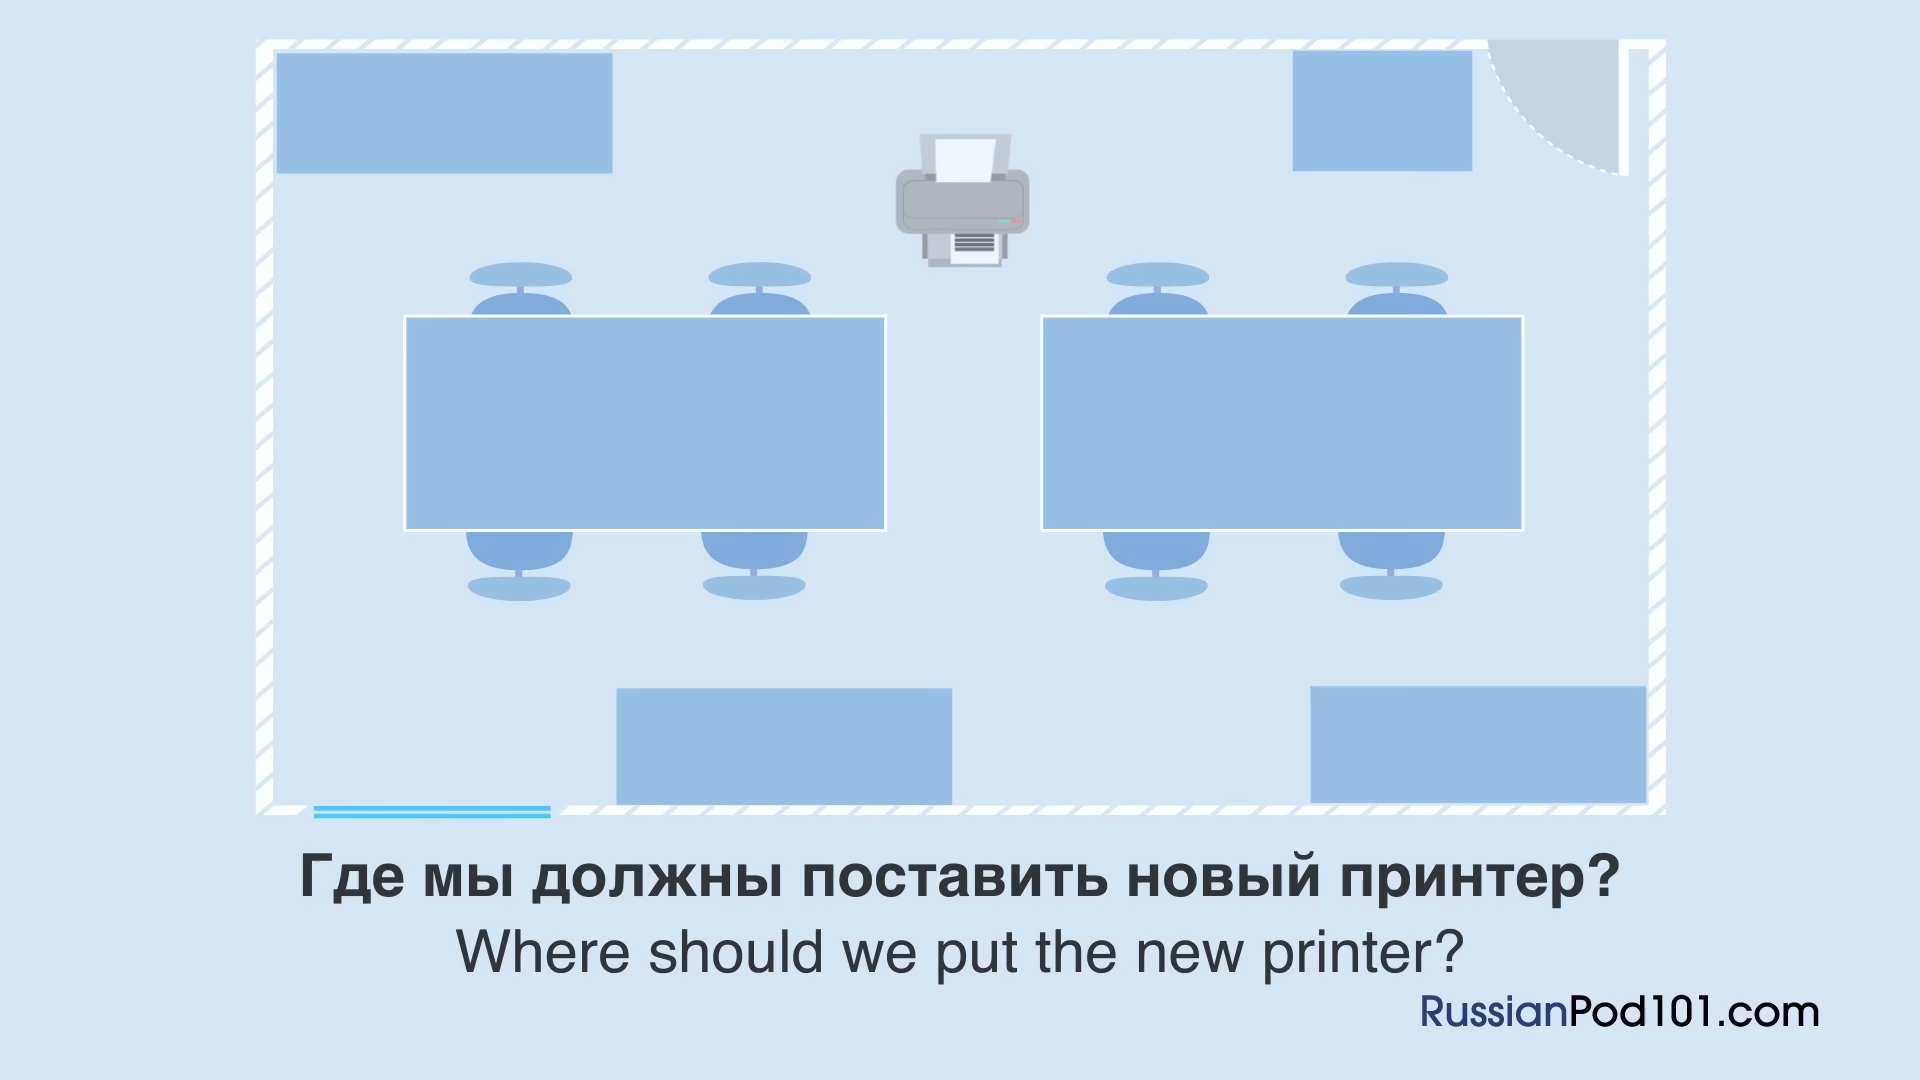 Где мы должны поставить новый принтер?
Where should we put the new printer?
RussianPod101.com